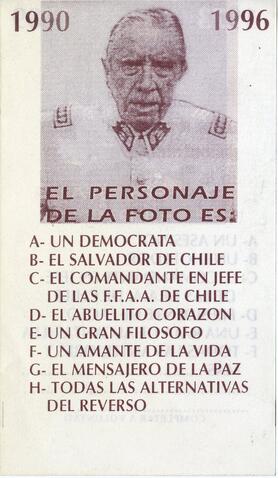 1990 1996
EL PERSONAJE
DE LA FOTO ES:
A- UN DEMOCRATA
B- EL SALVADOR DE CHILE
C- EL COMANDANTE EN JEFE
DE LAS F.F.A.A. DE CHILE
D- EL ABUELITO CORAZON
E- UN GRAN FILOSOFO
F- UN AMANTE DE LA VIDA
G- EL MENSAJERO DE LA PAZ
H- TODAS LAS ALTERNATIVAS
DEL REVERSO